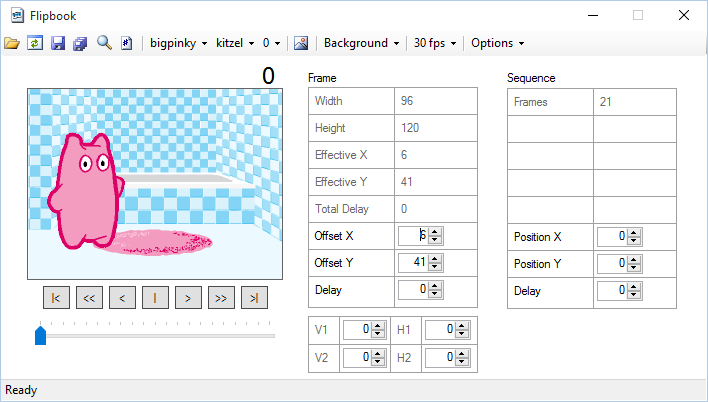 Flipbook
bigpinky kitzel 0 Background 30 fps Options
0
|< << < | > >> >|
Frame
Width 96
Height 120
Effective X 6
Effective Y 41
Total Delay 0
Offset X 6
Offset Y 41
Delay 0
V1 0 H1 0
V2 0 H2 0
Sequence
Frames 21
Position X 0
Position Y 0
Delay 0
Ready